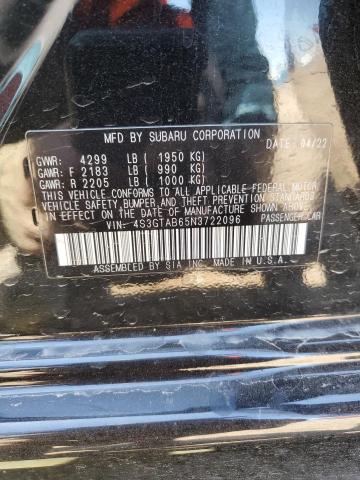 MFD BY SUBARU CORPORATION
DATE: 04/22
GVWR: 4299 LB ( 1950 KG)
GAWR: F 2183 LB ( 990 KG)
GAWR: R 2205 LB ( 1000 KG)
THIS VEHICLE CONFORMS TO ALL APPLICABLE FEDERAL MOTOR
VEHICLE SAFETY, BUMPER, AND THEFT PREVENTION STANDARDS
IN EFFECT ON THE DATE OF MANUFACTURE SHOWN ABOVE.
VIN: 4S3GTAB65N3722096 PASSENGER CAR
ASSEMBLED BY SIA INC. MADE IN U.S.A.